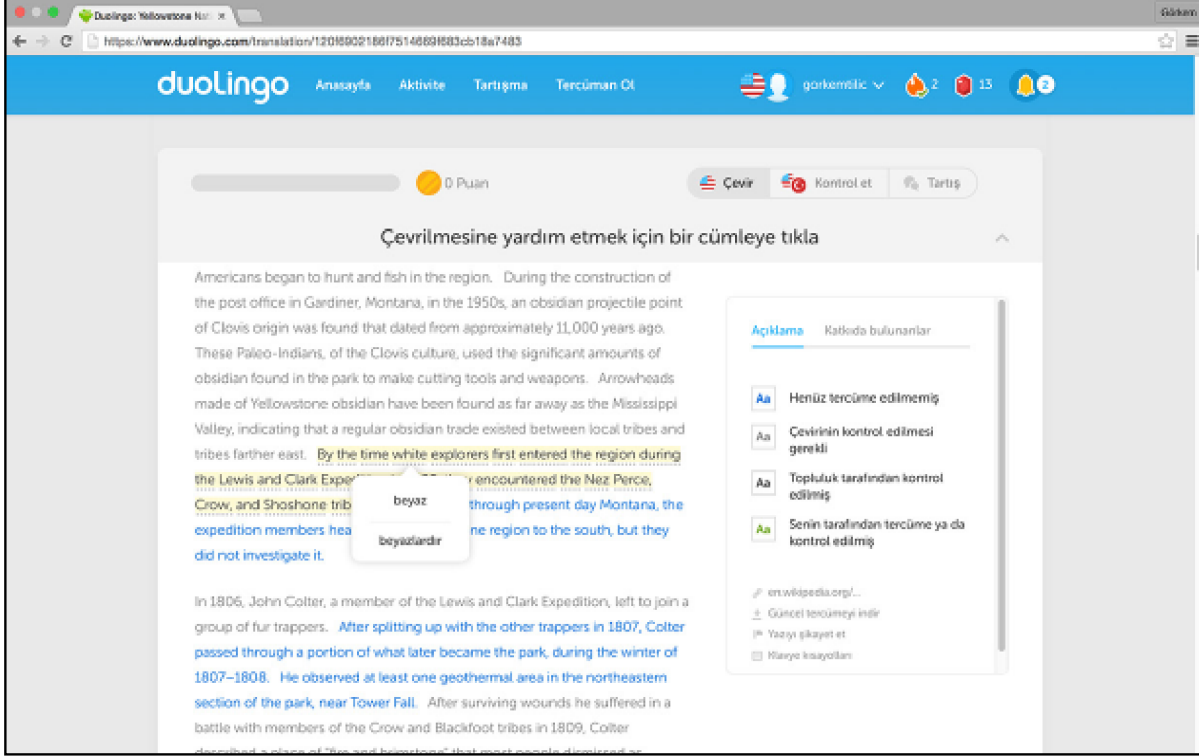 Duolingo: Yellowstone Nati
Görkem
https://www.duolingo.com/translation/
duolingo Anasayfa Aktivite Tartışma Tercüman Ol gorkemtilic 2 13 2
0 Puan Çevir Kontrol et Tartış
Çevrilmesine yardım etmek için bir cümleye tıkla
Americans began to hunt and fish in the region. During the construction of
the post office in Gardiner, Montana, in the 1950s, an obsidian projectile point
of Clovis origin was found that dated from approximately 11,000 years ago.
These Paleo-Indians, of the Clovis culture, used the significant amounts of
obsidian found in the park to make cutting tools and weapons. Arrowheads
made of Yellowstone obsidian have been found as far away as the Mississippi
Valley, indicating that a regular obsidian trade existed between local tribes and
tribes farther east. By the time white explorers first entered the region during
the Lewis and Clark encountered the Nez Perce,
Crow, and Shoshone through present day Montana, the
expedition members region to the south, but they
did not investigate it.
beyaz
beyazlardır
In 1806, John Colter, a member of the Lewis and Clark Expedition, left to join a
group of fur trappers. After splitting up with the other trappers in 1807, Colter
passed through a portion of what later became the park, during the winter of
1807–1808. He observed at least one geothermal area in the northeastern
section of the park, near Tower Fall. After surviving wounds he suffered in a
battle with members of the Crow and Blackfoot tribes in 1809, Colter
described a place of "fire and brimstone" that most people dismissed as
Açıklama Katkıda bulunanlar
Aa Henüz tercüme edilmemiş
Aa Çevirinin kontrol edilmesi
gerekli
Aa Topluluk tarafından kontrol
edilmiş
Aa Senin tarafından tercüme ya da
kontrol edilmiş
en.wikipedia.org/...
Güncel tercümeyi indir
Yazıyı şikayet et
Klavye kısayolları